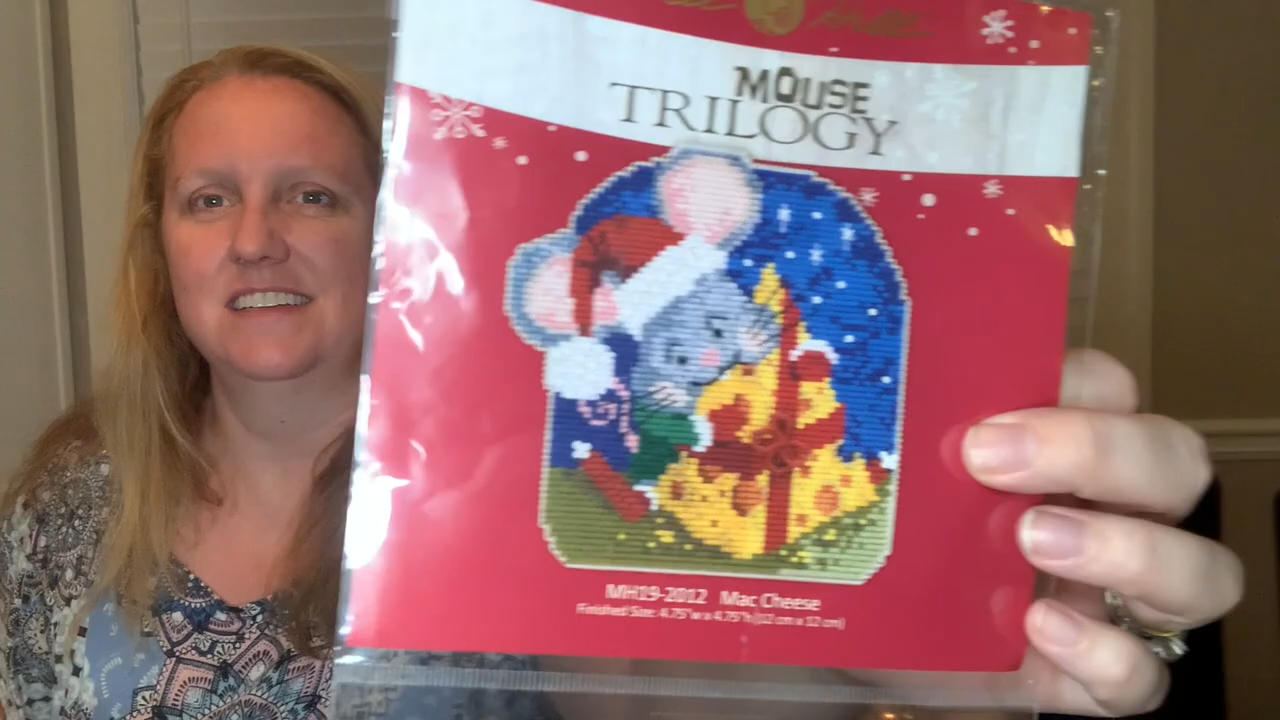 MOUSE
TRILOGY
MH19-2012 Mac Cheese
Finished Size: 4.75" w x 4.75" h (12 cm x 12 cm)